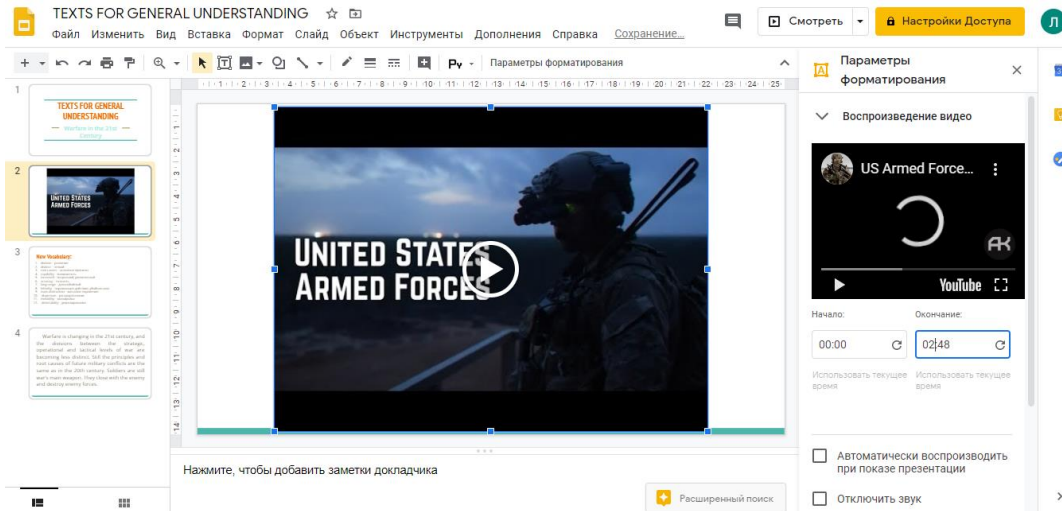 TEXTS FOR GENERAL UNDERSTANDING
Файл Изменить Вид Вставка Формат Слайд Объект Инструменты Дополнения Справка Сохранение...
Смотреть
Настройки Доступа
Л
Параметры форматирования
1
TEXTS FOR GENERAL
UNDERSTANDING
Warfare in the 21st
Century
2
UNITED STATES
ARMED FORCES
3
New Vocabulary:
4
Warfare is changing in the 21st century, and
the divisions between the strategic,
operational and tactical levels of war are
becoming less distinct. Still the principles and
root causes of future military conflicts are the
same as in the 20th century. Soldiers are still
war's main weapon. They close with the enemy
and destroy enemy forces.
UNITED STATES
ARMED FORCES
Нажмите, чтобы добавить заметки докладчика
Расширенный поиск
Параметры
форматирования
Воспроизведение видео
US Armed Force...
AK
YouTube
Начало: Окончание:
00:00 02:48
Использовать текущее время
Использовать текущее время
Автоматически воспроизводить
при показе презентации
Отключить звук